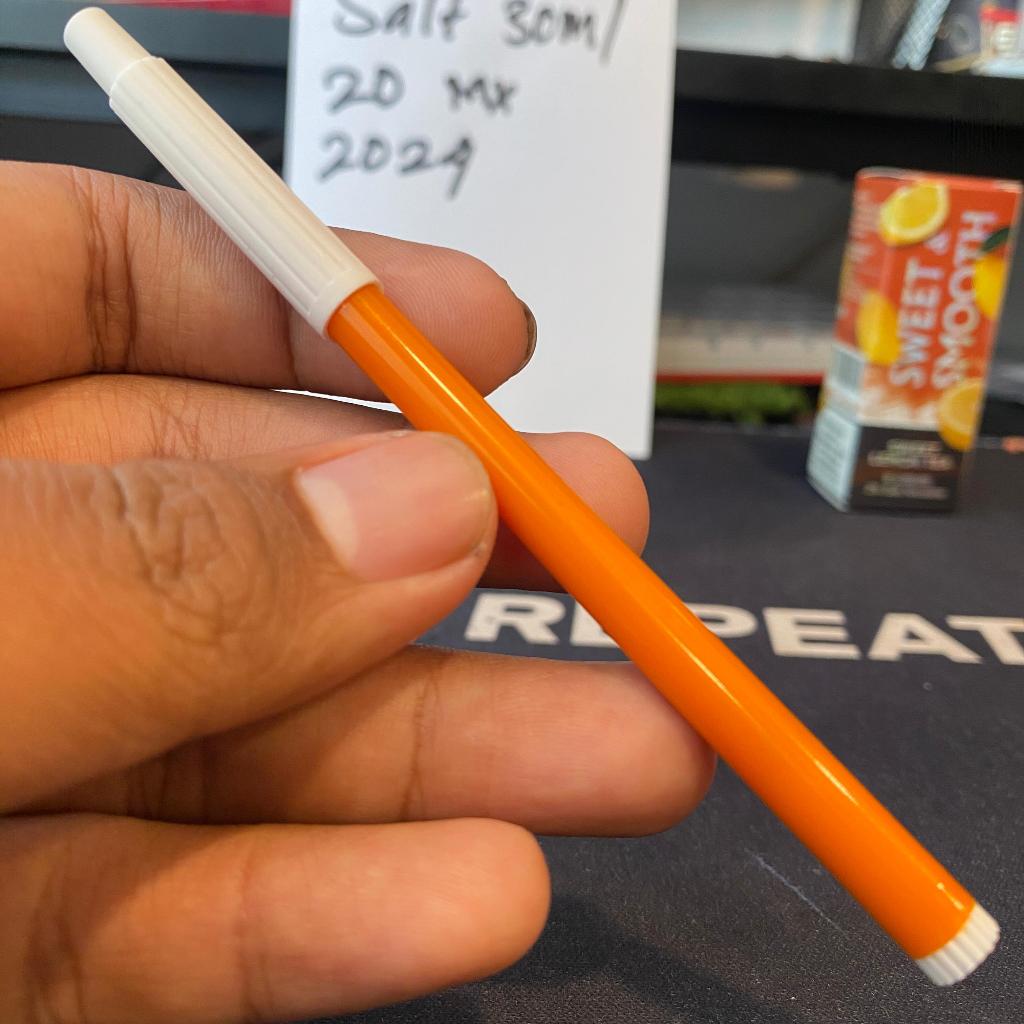 Salt 30ml
20 Mx
2024
SWEET &
SMOOTH
REPEAT